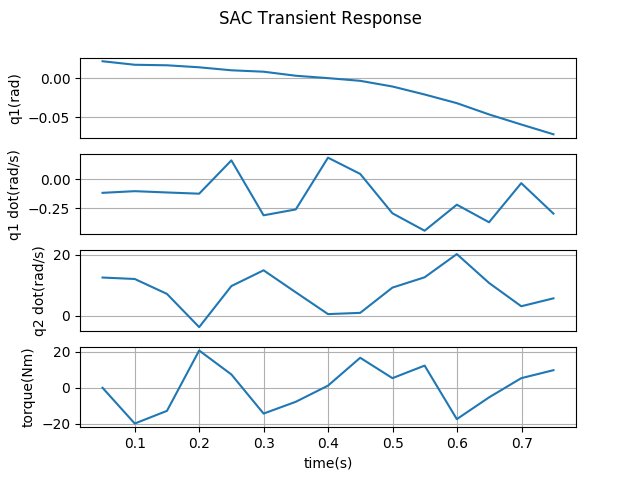 SAC Transient Response
0.00
−0.05
q1(rad)
0.00
−0.25
q1 dot(rad/s)
20
0
q2 dot(rad/s)
20
0
−20
torque(Nm)
0.1 0.2 0.3 0.4 0.5 0.6 0.7
time(s)